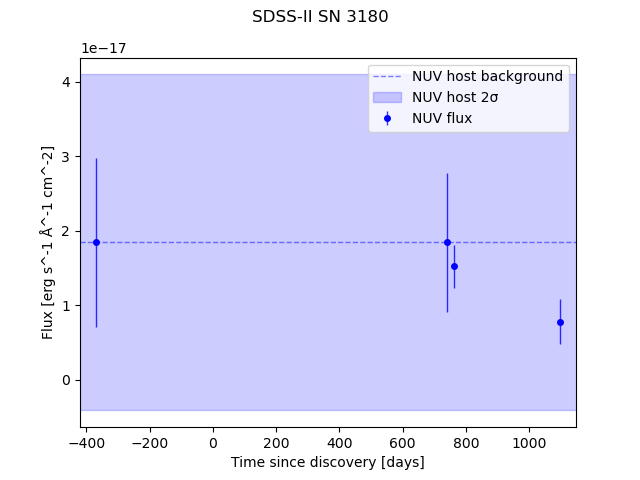 SDSS-II SN 3180
1e−17
NUV host background
NUV host 2σ
NUV flux
4
3
2
1
0
Flux [erg s^-1 Å^-1 cm^-2]
−400 −200 0 200 400 600 800 1000
Time since discovery [days]